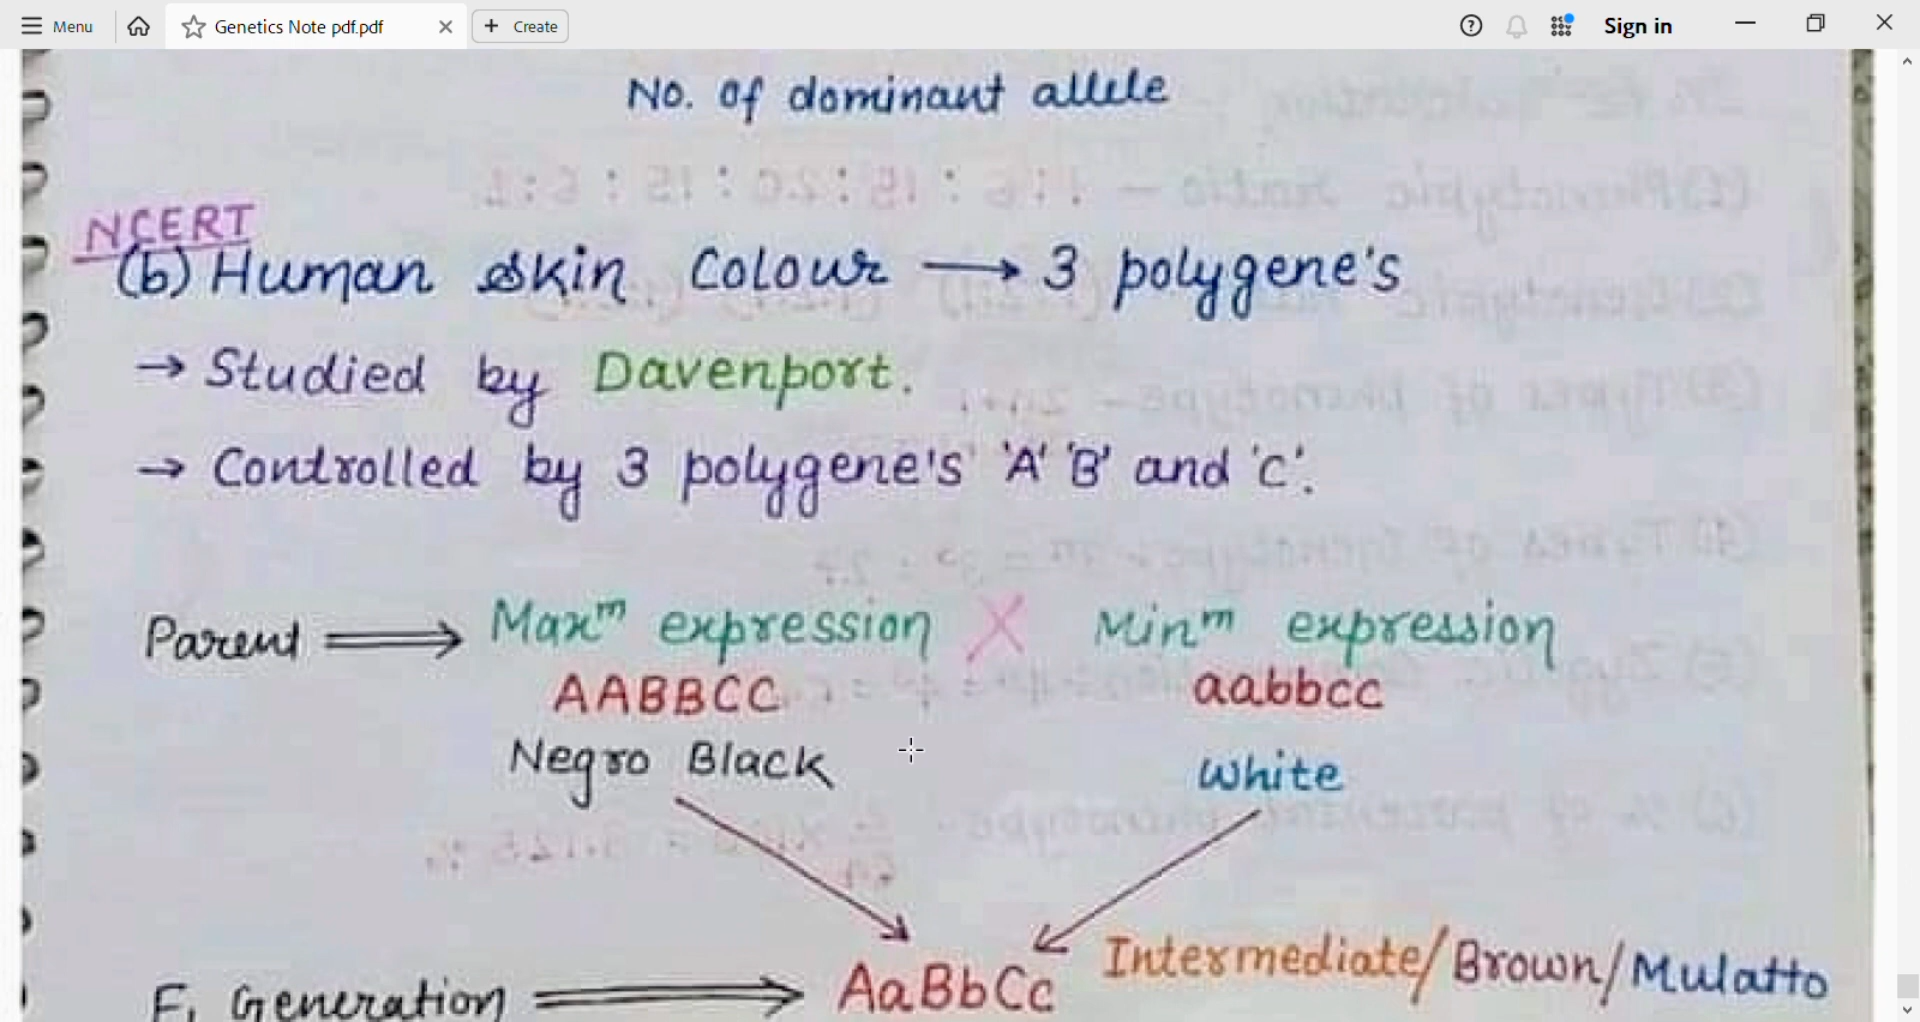 Menu
Genetics Note pdf.pdf
Create
Sign in
No. of dominant allele
NCERT
(b) Human skin Colour → 3 polygene's
→ Studied by Davenport.
→ Controlled by 3 polygene's 'A' 'B' and 'C'.
Parent ⟹ Maxᵐ expression X Minᵐ expression
AABBCC aabbcc
Negro Black white
F₁ Generation ⟹ AaBbCc Intermediate/Brown/Mulatto